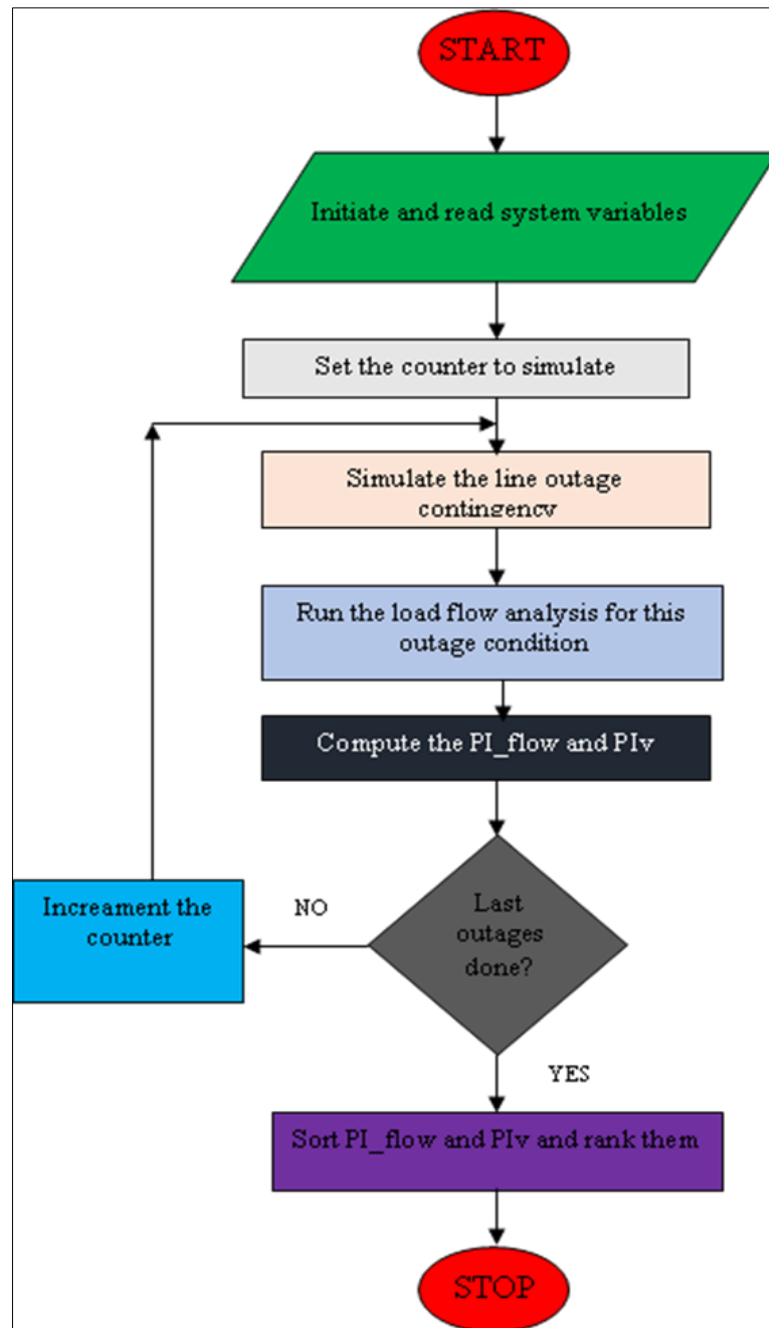 START
Initiate and read system variables
Set the counter to simulate
Simulate the line outage
contingency
Run the load flow analysis for this
outage condition
Compute the PI_flow and PIv
Last
outages
done?
NO
Increament the
counter
YES
Sort PI_flow and PIv and rank them
STOP